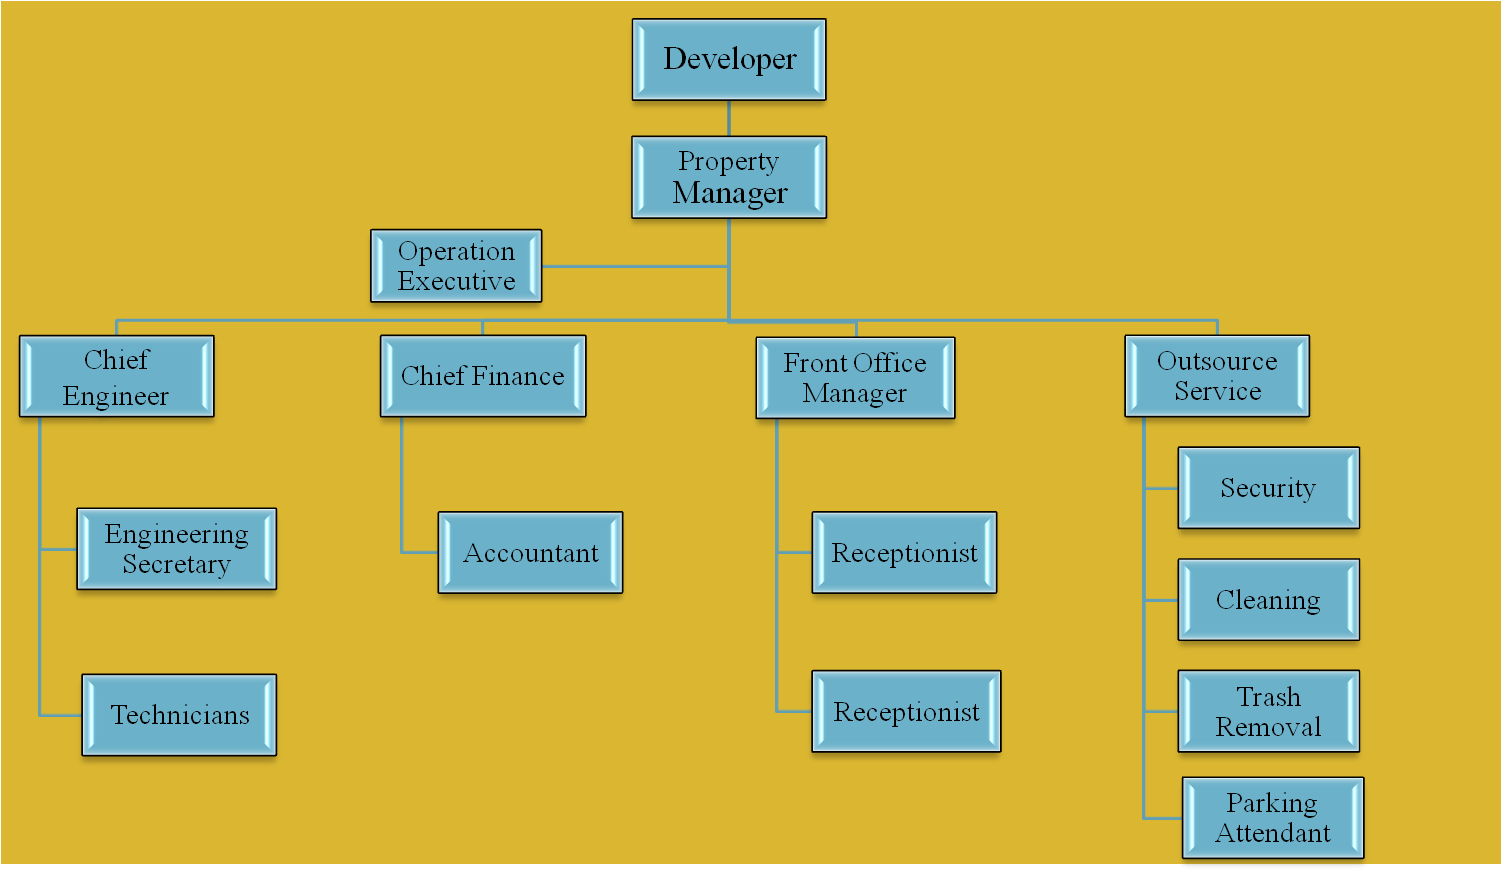 Developer
Property
Manager
Operation
Executive
Chief
Engineer
Chief Finance
Front Office
Manager
Outsource
Service
Engineering
Secretary
Technicians
Accountant
Receptionist
Receptionist
Security
Cleaning
Trash
Removal
Parking
Attendant